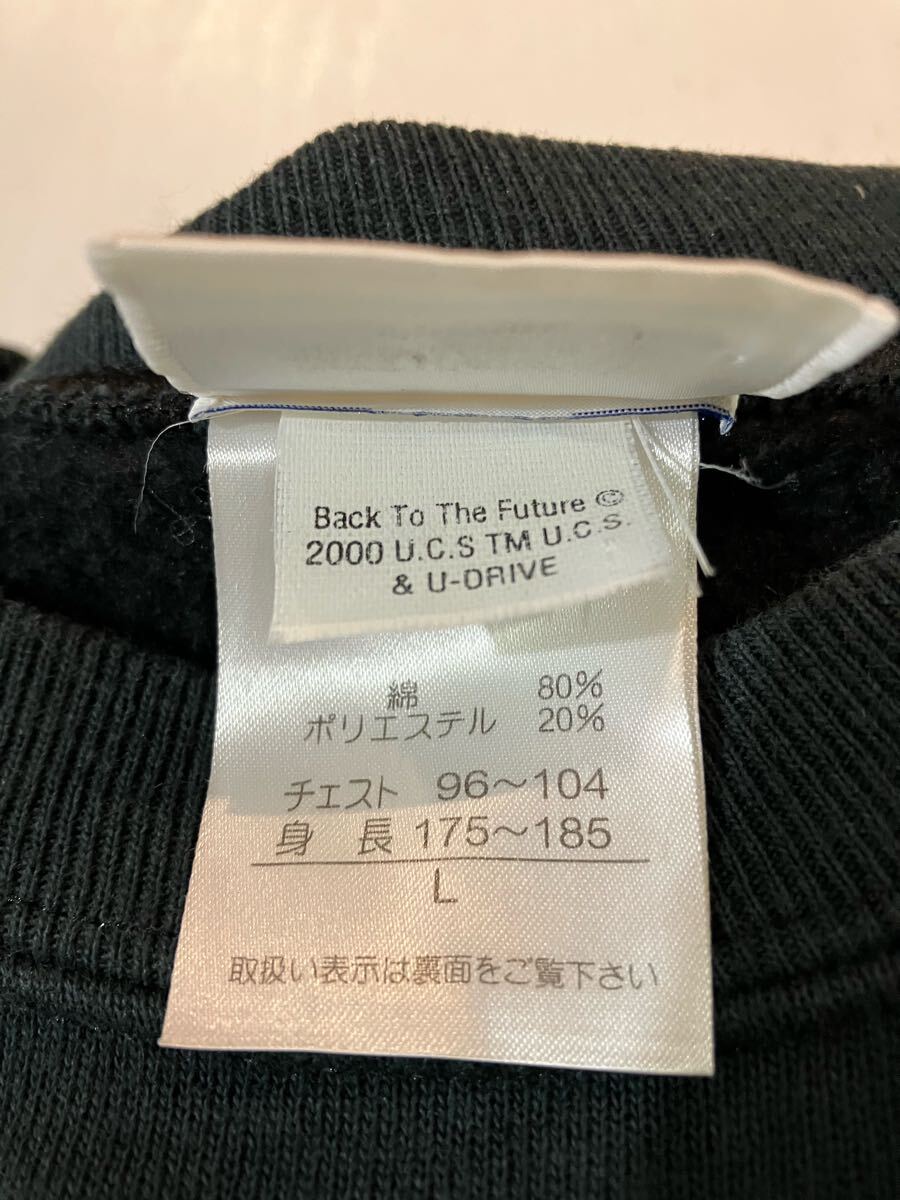 Back To The Future ©
2000 U.C.S TM U.C.S.
& U-DRIVE
綿 80%
ポリエステル 20%
チェスト 96〜104
身 長 175〜185
L
取扱い表示は裏面をご覧下さい